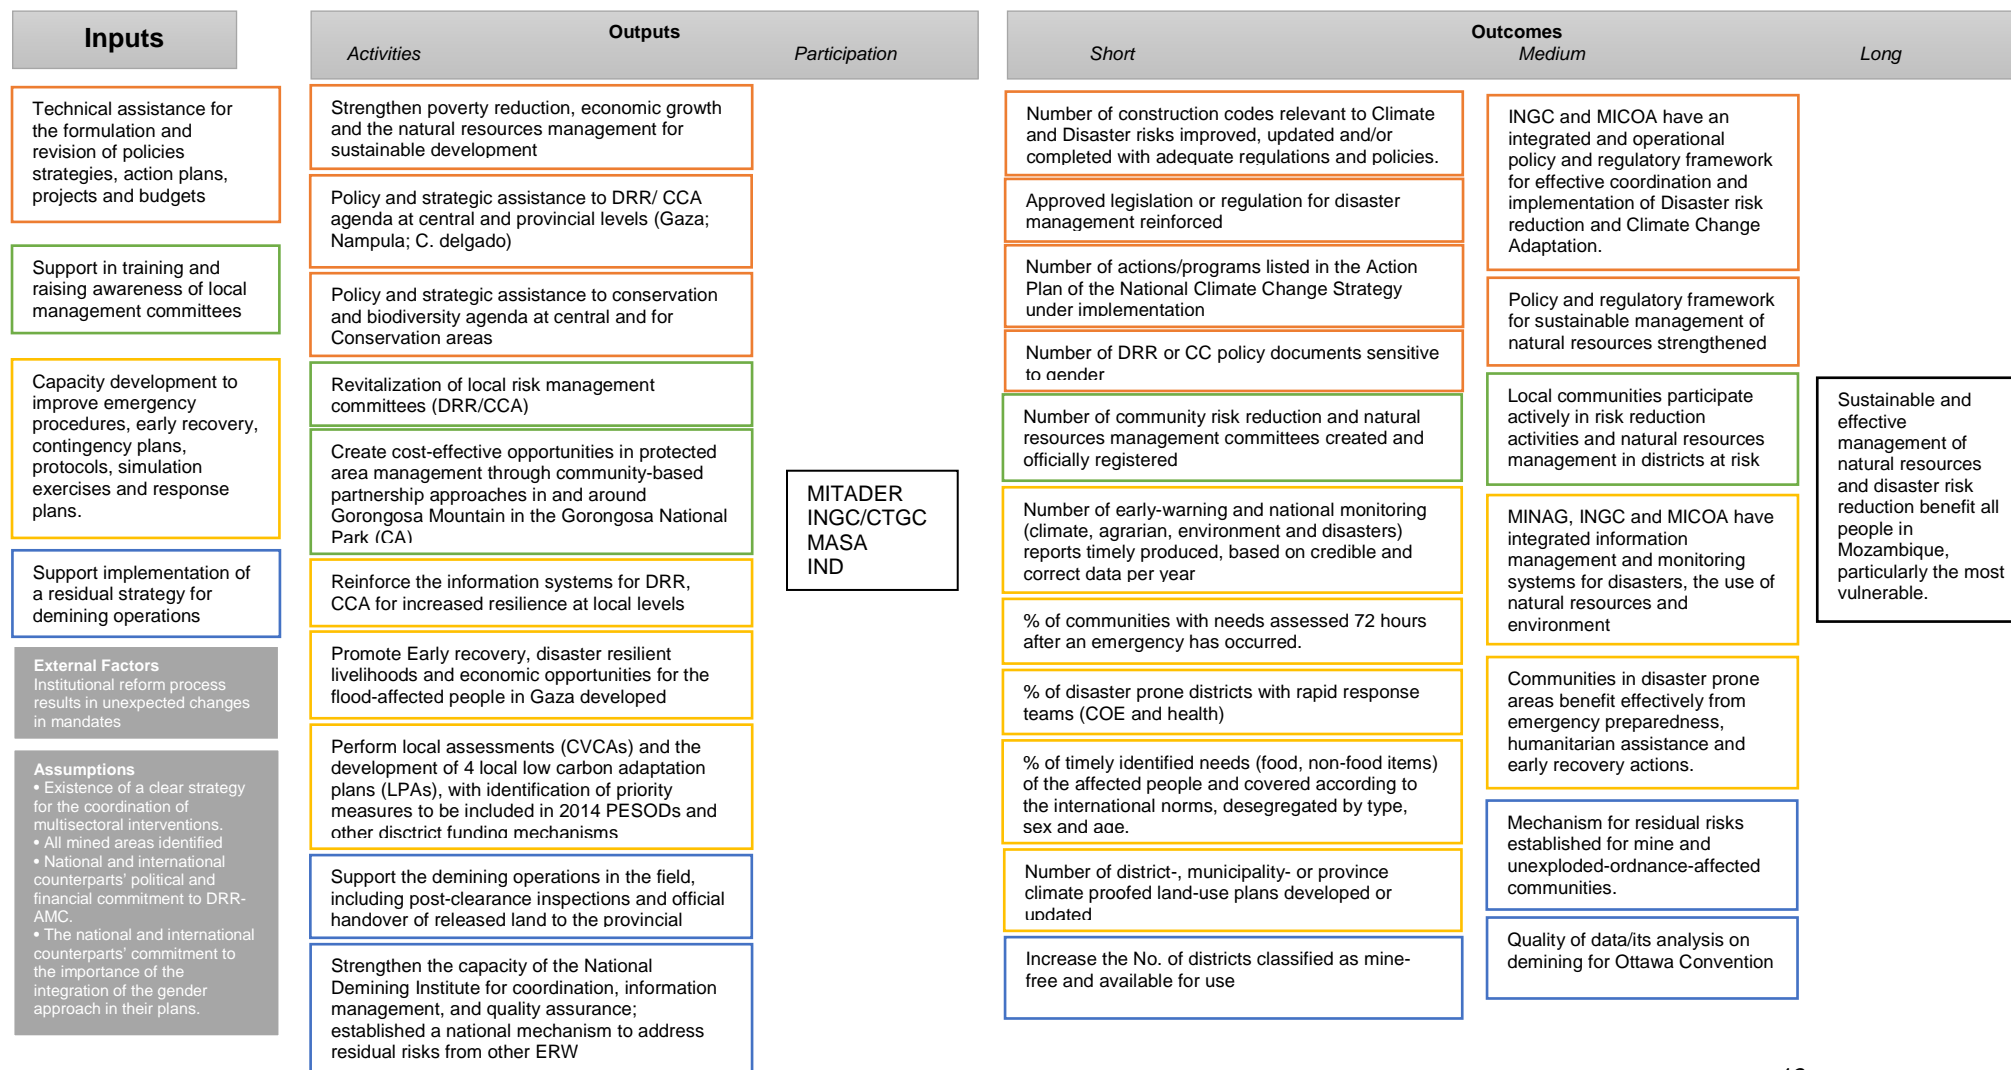 Inputs
Outputs
Activities
Participation
Outcomes
Short
Medium
Long
Technical assistance for
the formulation and
revision of policies
strategies, action plans,
projects and budgets
Support in training and
raising awareness of local
management committees
Capacity development to
improve emergency
procedures, early recovery,
contingency plans,
protocols, simulation
exercises and response
plans.
Support implementation of
a residual strategy for
demining operations
External Factors
Institutional reform process
results in unexpected changes
in mandates
Assumptions
• Existence of a clear strategy
for the coordination of
multisectoral interventions.
• All mined areas identified
• National and international
counterparts' political and
financial commitment to DRR-
AMC.
• The national and international
counterparts' commitment to
the importance of the
integration of the gender
approach in their plans.
Strengthen poverty reduction, economic growth
and the natural resources management for
sustainable development
Policy and strategic assistance to DRR/ CCA
agenda at central and provincial levels (Gaza;
Nampula; C. delgado)
Policy and strategic assistance to conservation
and biodiversity agenda at central and for
Conservation areas
Revitalization of local risk management
committees (DRR/CCA)
Create cost-effective opportunities in protected
area management through community-based
partnership approaches in and around
Gorongosa Mountain in the Gorongosa National
Park (CA)
Reinforce the information systems for DRR,
CCA for increased resilience at local levels
Promote Early recovery, disaster resilient
livelihoods and economic opportunities for the
flood-affected people in Gaza developed
Perform local assessments (CVCAs) and the
development of 4 local low carbon adaptation
plans (LPAs), with identification of priority
measures to be included in 2014 PESODs and
other disctrict funding mechanisms
Support the demining operations in the field,
including post-clearance inspections and official
handover of released land to the provincial
Strengthen the capacity of the National
Demining Institute for coordination, information
management, and quality assurance;
established a national mechanism to address
residual risks from other ERW
MITADER
INGC/CTGC
MASA
IND
Number of construction codes relevant to Climate
and Disaster risks improved, updated and/or
completed with adequate regulations and policies.
Approved legislation or regulation for disaster
management reinforced
Number of actions/programs listed in the Action
Plan of the National Climate Change Strategy
under implementation
Number of DRR or CC policy documents sensitive
to gender
Number of community risk reduction and natural
resources management committees created and
officially registered
Number of early-warning and national monitoring
(climate, agrarian, environment and disasters)
reports timely produced, based on credible and
correct data per year
% of communities with needs assessed 72 hours
after an emergency has occurred.
% of disaster prone districts with rapid response
teams (COE and health)
% of timely identified needs (food, non-food items)
of the affected people and covered according to
the international norms, desegregated by type,
sex and age.
Number of district-, municipality- or province
climate proofed land-use plans developed or
updated
Increase the No. of districts classified as mine-
free and available for use
INGC and MICOA have an
integrated and operational
policy and regulatory framework
for effective coordination and
implementation of Disaster risk
reduction and Climate Change
Adaptation.
Policy and regulatory framework
for sustainable management of
natural resources strengthened
Local communities participate
actively in risk reduction
activities and natural resources
management in districts at risk
MINAG, INGC and MICOA have
integrated information
management and monitoring
systems for disasters, the use of
natural resources and
environment
Communities in disaster prone
areas benefit effectively from
emergency preparedness,
humanitarian assistance and
early recovery actions.
Mechanism for residual risks
established for mine and
unexploded-ordnance-affected
communities.
Quality of data/its analysis on
demining for Ottawa Convention
Sustainable and
effective
management of
natural resources
and disaster risk
reduction benefit all
people in
Mozambique,
particularly the most
vulnerable.